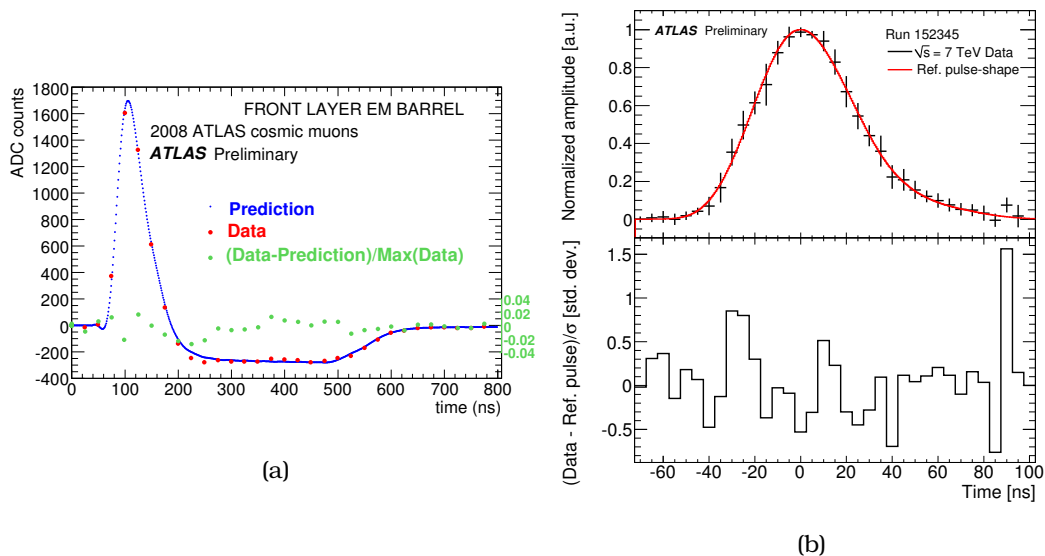 ADC counts
1800
1600
1400
1200
1000
800
600
400
200
0
-200
-400
FRONT LAYER EM BARREL
2008 ATLAS cosmic muons
ATLAS Preliminary
Prediction
Data
(Data-Prediction)/Max(Data)
0.04
0.02
0
-0.02
-0.04
0 100 200 300 400 500 600 700 800
time (ns)
(a)
Normalized amplitude [a.u.]
1
0.8
0.6
0.4
0.2
0
ATLAS Preliminary
Run 152345
√s = 7 TeV Data
Ref. pulse-shape
(Data - Ref. pulse)/σ [std. dev.]
1.5
1
0.5
0
-0.5
-60 -40 -20 0 20 40 60 80 100
Time [ns]
(b)